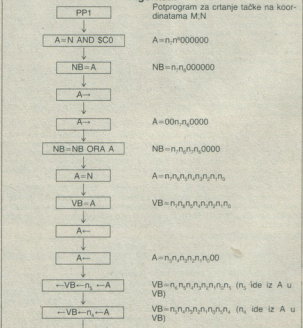 PP1
Potprogram za crtanje tačke na koor-
dinatama M;N
A=N AND $C0
A=n₇n⁶000000
NB=A
NB=n₇n₆000000
A→
A→
A=00n₇n₆0000
NB=NB ORA A
NB=n₇n₆n₇n₆0000
A=N
A=n₇n₆n₅n₄n₃n₂n₁n₀
VB=A
VB=n₇n₆n₅n₄n₃n₂n₁n₀
A←
A←
A=n₅n₄n₃n₂n₁n₀00
←VB←n₅←A
VB=n₆n₅n₄n₃n₂n₁n₀n₅ (n₅ ide iz A u
VB)
←VB←n₄←A
VB=n₅n₄n₃n₂n₁n₀n₅n₄ (n₄ ide iz A u
VB)